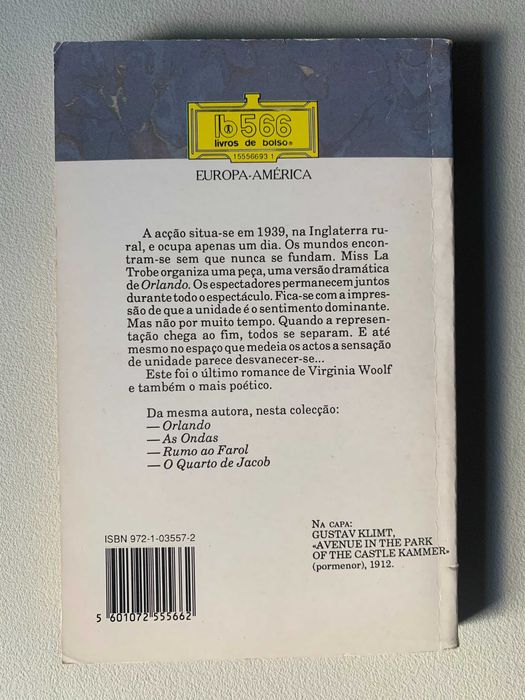 lb 566
livros de bolso®
15556693 1
EUROPA-AMÉRICA
A acção situa-se em 1939, na Inglaterra ru-
ral, e ocupa apenas um dia. Os mundos encon-
tram-se sem que nunca se fundam. Miss La
Trobe organiza uma peça, uma versão dramática
de Orlando. Os espectadores permanecem juntos
durante todo o espectáculo. Fica-se com a impres-
são de que a unidade é o sentimento dominante.
Mas não por muito tempo. Quando a represen-
tação chega ao fim, todos se separam. E até
mesmo no espaço que medeia os actos a sensação
de unidade parece desvanecer-se...
Este foi o último romance de Virginia Woolf
e também o mais poético.
Da mesma autora, nesta colecção:
— Orlando
— As Ondas
— Rumo ao Farol
— O Quarto de Jacob
NA CAPA:
GUSTAV KLIMT,
«AVENUE IN THE PARK
OF THE CASTLE KAMMER»
(pormenor), 1912.
ISBN 972-1-03557-2
5 601072 555662